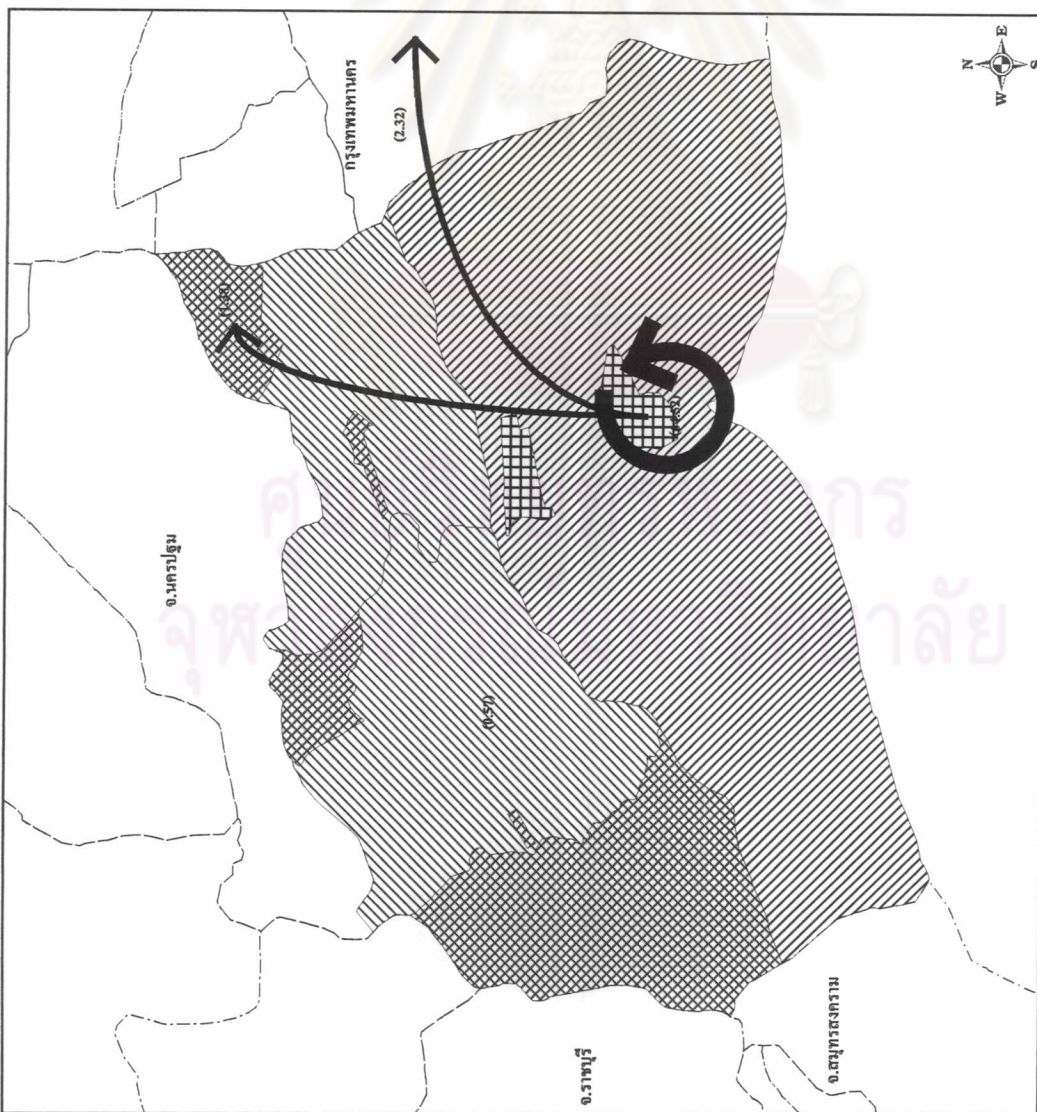 กรุงเทพมหานคร
(2.32)
(1.38)
จ.นครปฐม
(0.57)
จ.ราชบุรี
จ.สมุทรสงคราม
N
E
S
W